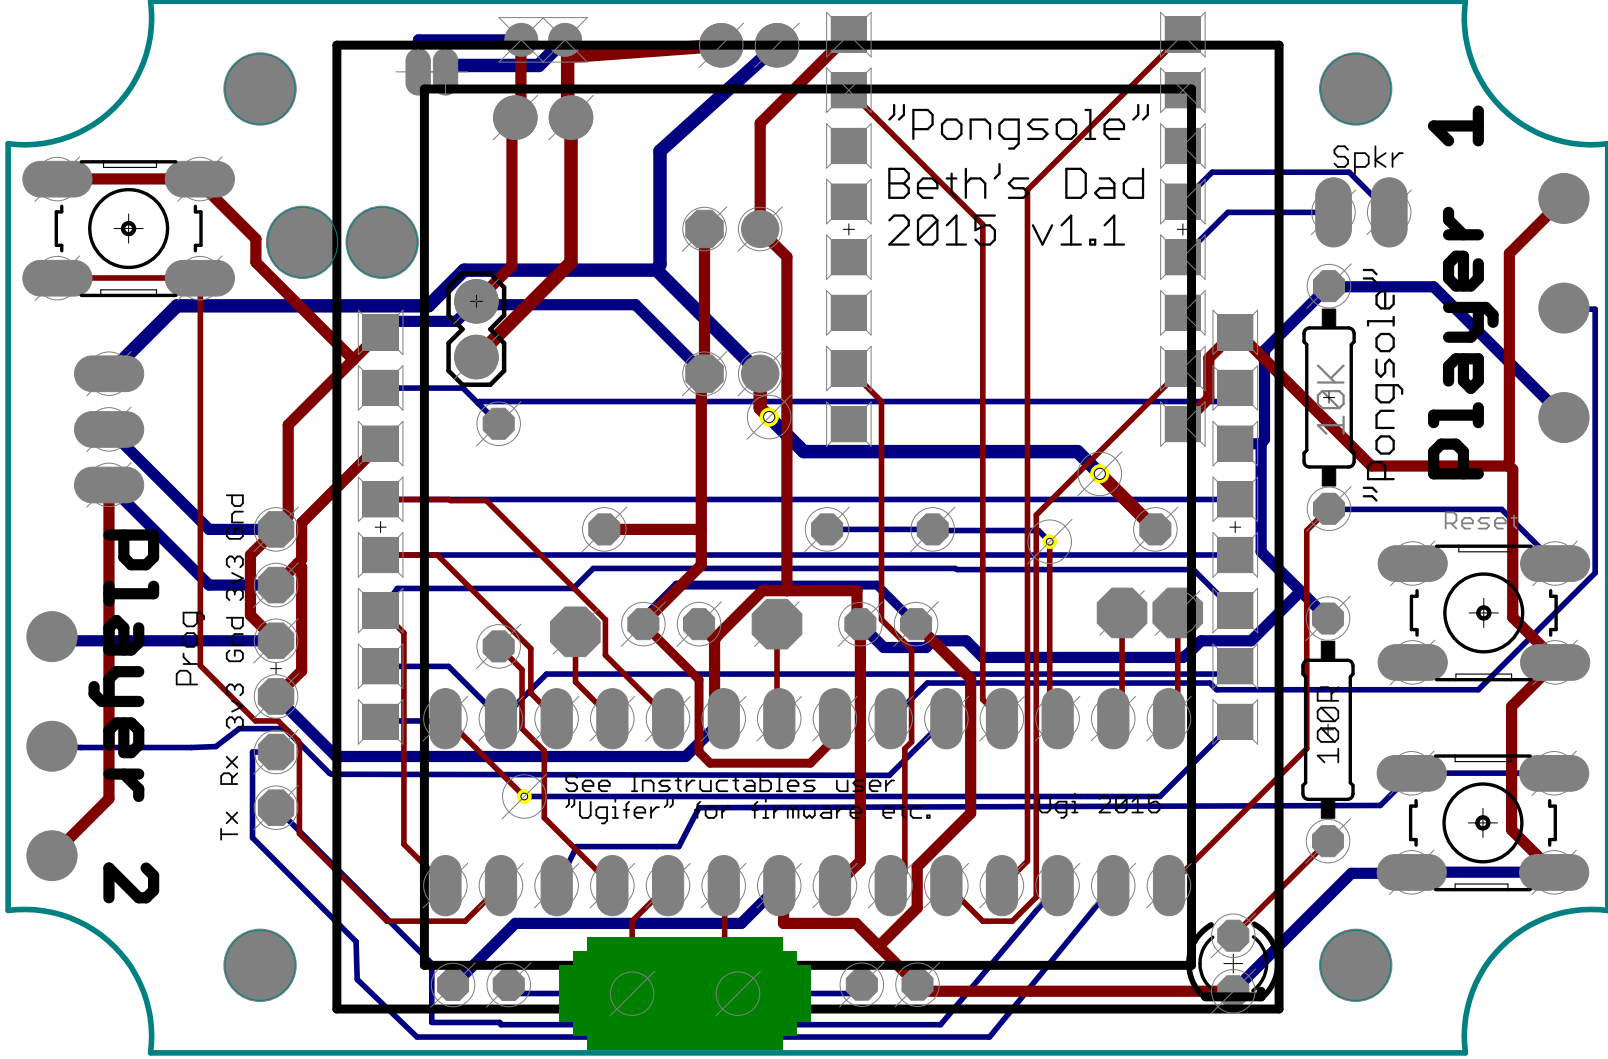 "Pongsole"
Beth's Dad
2015 v1.1
Spkr
Player 1
"Pongsole"
10K
Reset
100R
Gnd
3v3
Gnd
3v3
Prog
Rx
Tx
Player 2
See Instructables user
"Ugifer" for firmware etc.
Ugi 2015